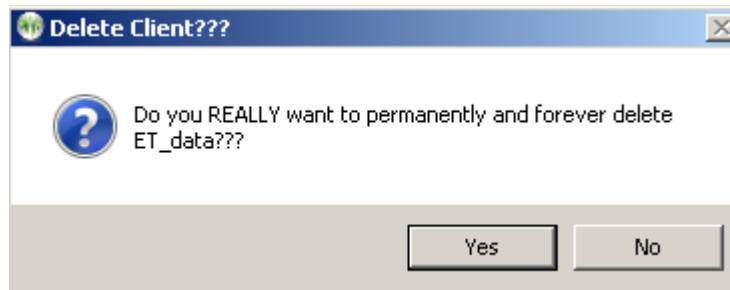 Delete Client???
Do you REALLY want to permanently and forever delete
ET_data???
Yes
No